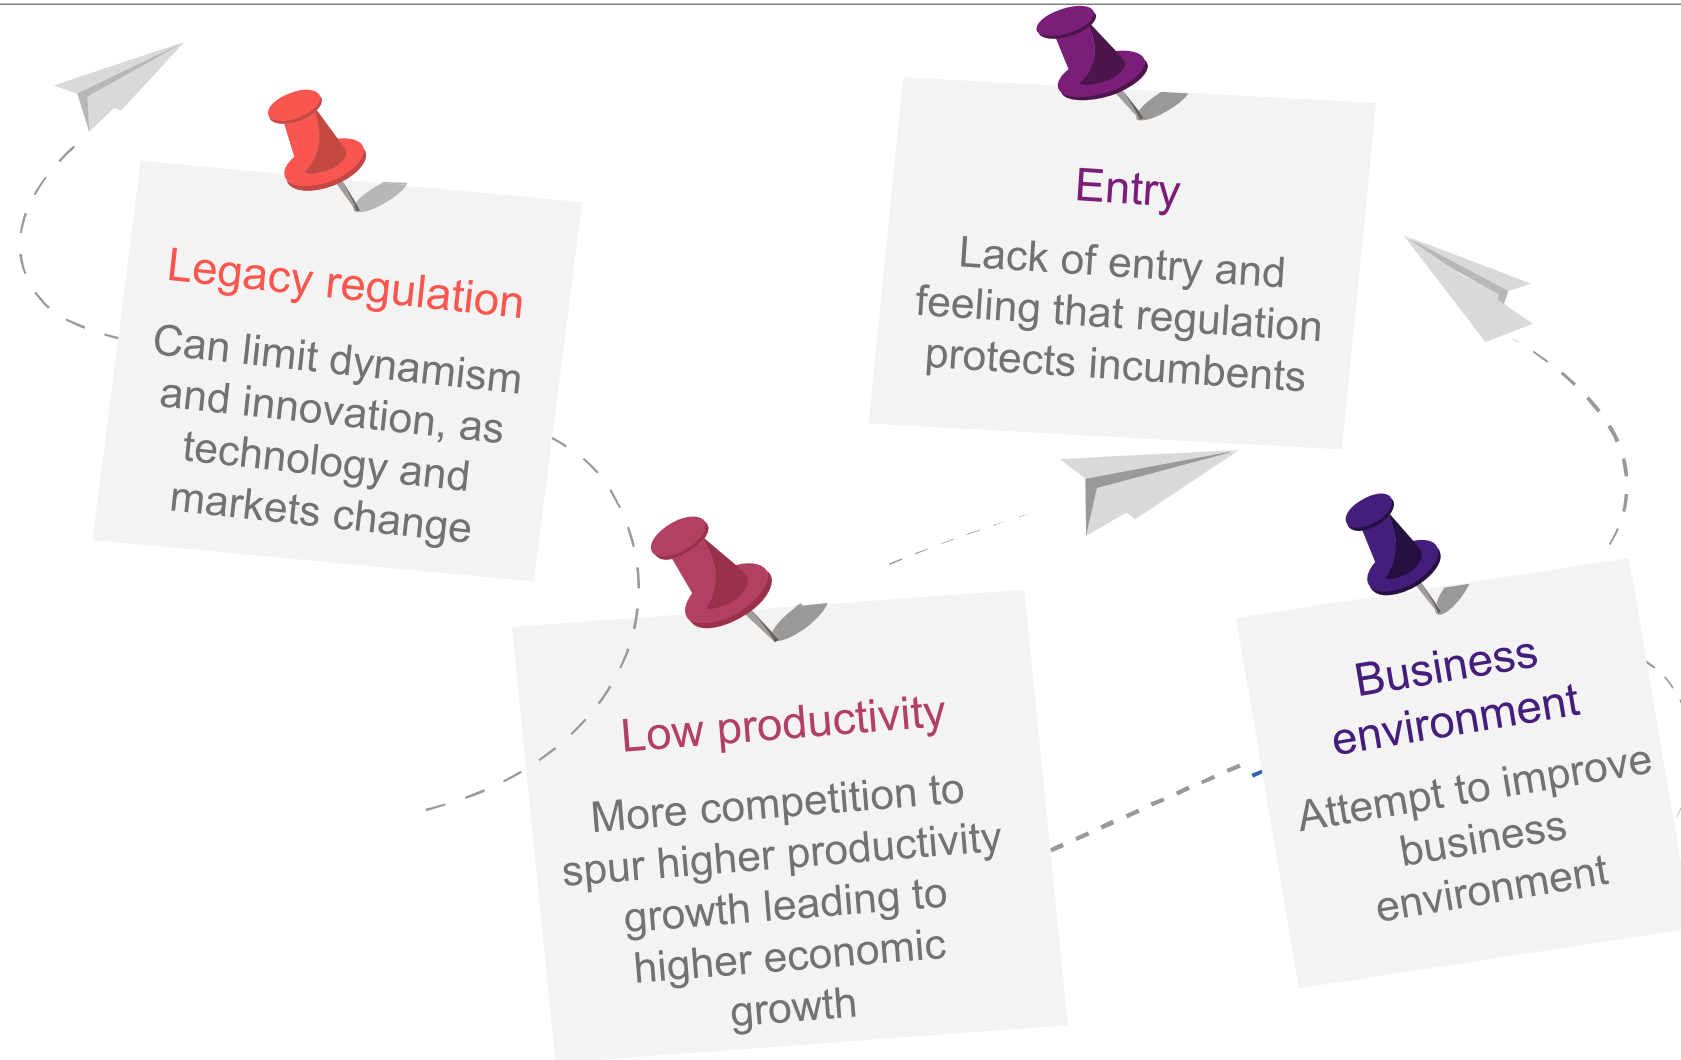 Legacy regulation
Can limit dynamism
and innovation, as
technology and
markets change
Entry
Lack of entry and
feeling that regulation
protects incumbents
Low productivity
More competition to
spur higher productivity
growth leading to
higher economic
growth
Business
environment
Attempt to improve
business
environment